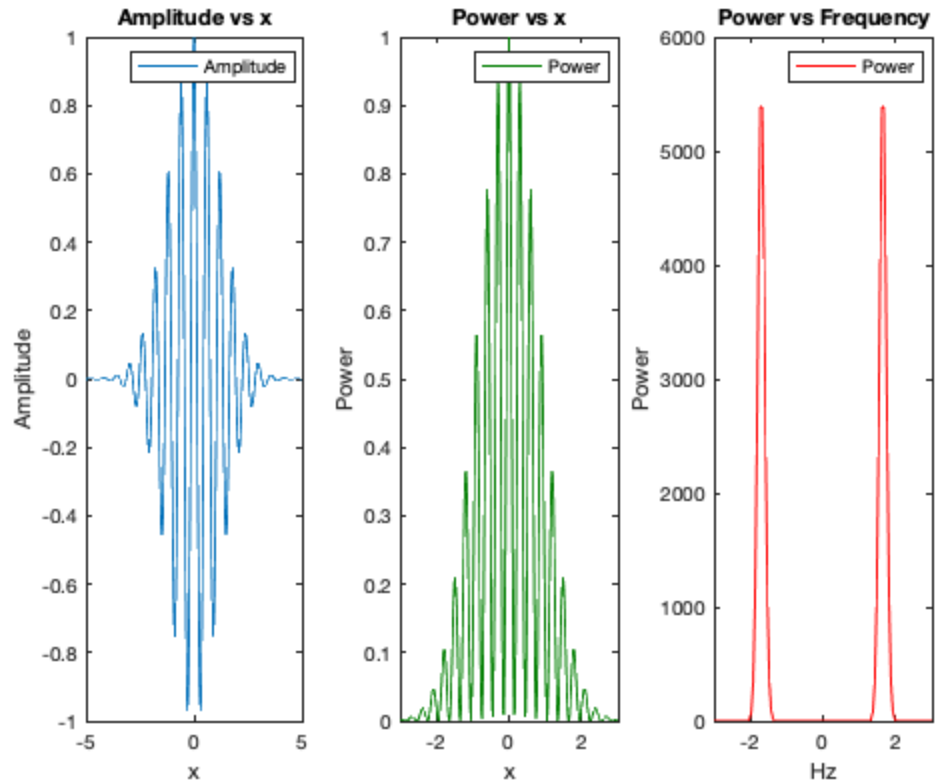 Amplitude vs x
Amplitude
1
0.8
0.6
0.4
0.2
0
-0.2
-0.4
-0.6
-0.8
-1
Amplitude
-5 0 5
x
Power vs x
Power
1
0.9
0.8
0.7
0.6
0.5
0.4
0.3
0.2
0.1
0
Power
-2 0 2
x
Power vs Frequency
Power
6000
5000
4000
3000
2000
1000
0
Power
-2 0 2
Hz